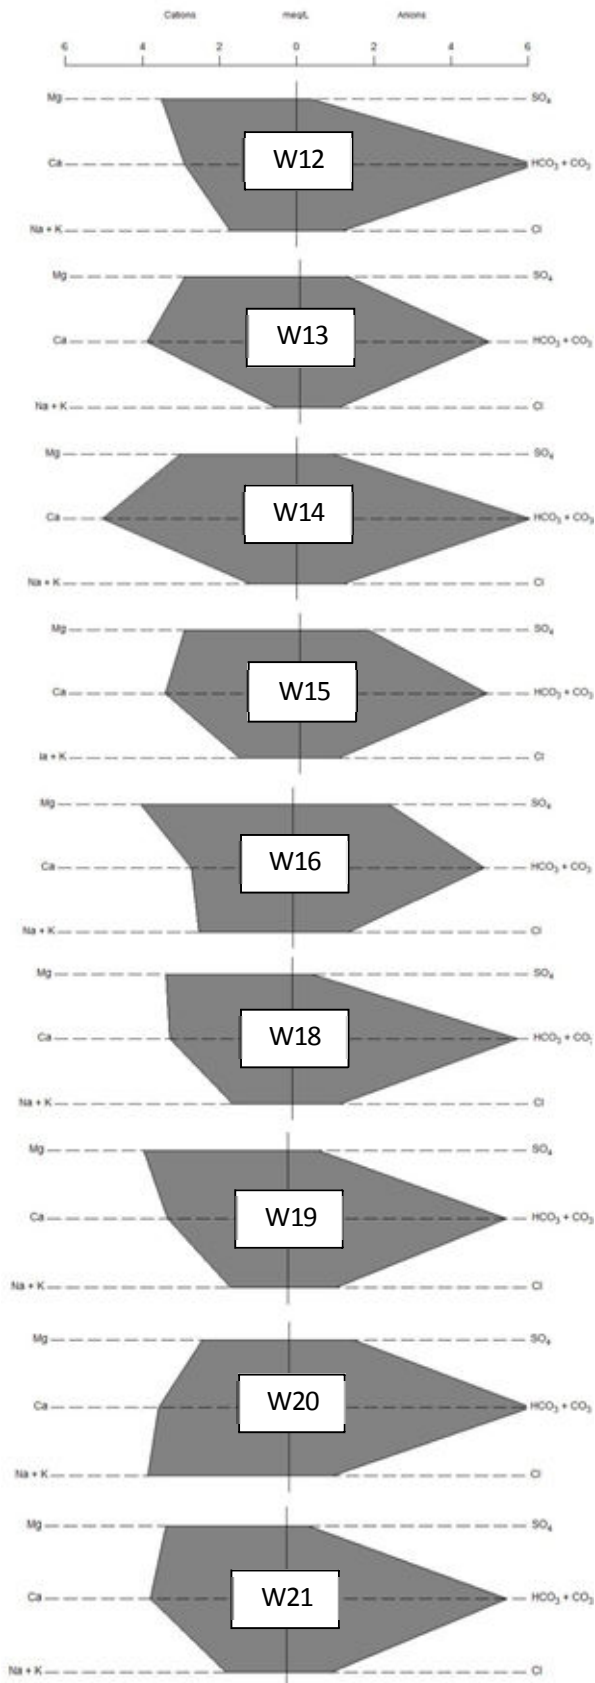 Cations meq/L Anions
6 4 2 0 2 4 6
Mg SO4
W12
Ca HCO3 + CO3
Na + K Cl
Mg SO4
W13
Ca HCO3 + CO3
Na + K Cl
Mg SO4
W14
Ca HCO3 + CO3
Na + K Cl
Mg SO4
W15
Ca HCO3 + CO3
la + K Cl
Mg SO4
W16
Ca HCO3 + CO3
Na + K Cl
Mg SO4
W18
Ca HCO3 + CO
Na + K Cl
Mg SO4
W19
Ca HCO3 + CO3
Na + K Cl
Mg SO4
W20
Ca HCO3 + CO3
Na + K Cl
Mg SO4
W21
Ca HCO3 + CO3
Na + K Cl